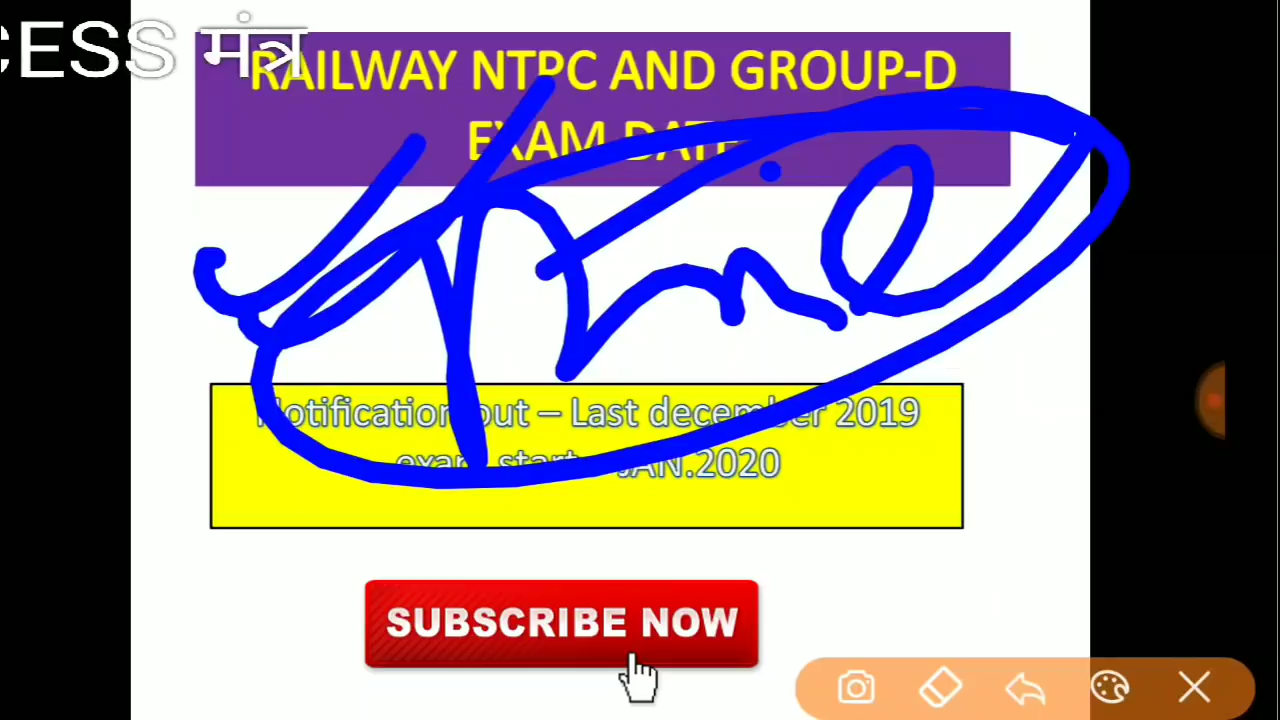 CESS मंत्र
RAILWAY NTPC AND GROUP-D
EXAM DATE
Notification out – Last december 2019
exam start – JAN.2020
SUBSCRIBE NOW